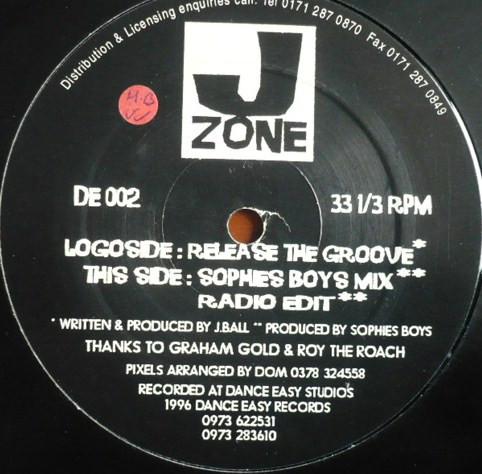 Distribution & Licensing enquiries call: Tel 0171 287 0870 Fax 0171 287 0849
J
ZONE
H.B
DE 002
33 1/3 RPM
LOGOSIDE : RELEASE THE GROOVE*
THIS SIDE : SOPHIES BOYS MIX**
RADIO EDIT**
* WRITTEN & PRODUCED BY J.BALL ** PRODUCED BY SOPHIES BOYS
THANKS TO GRAHAM GOLD & ROY THE ROACH
PIXELS ARRANGED BY DOM 0378 324558
RECORDED AT DANCE EASY STUDIOS
1996 DANCE EASY RECORDS
0973 622531
0973 283610